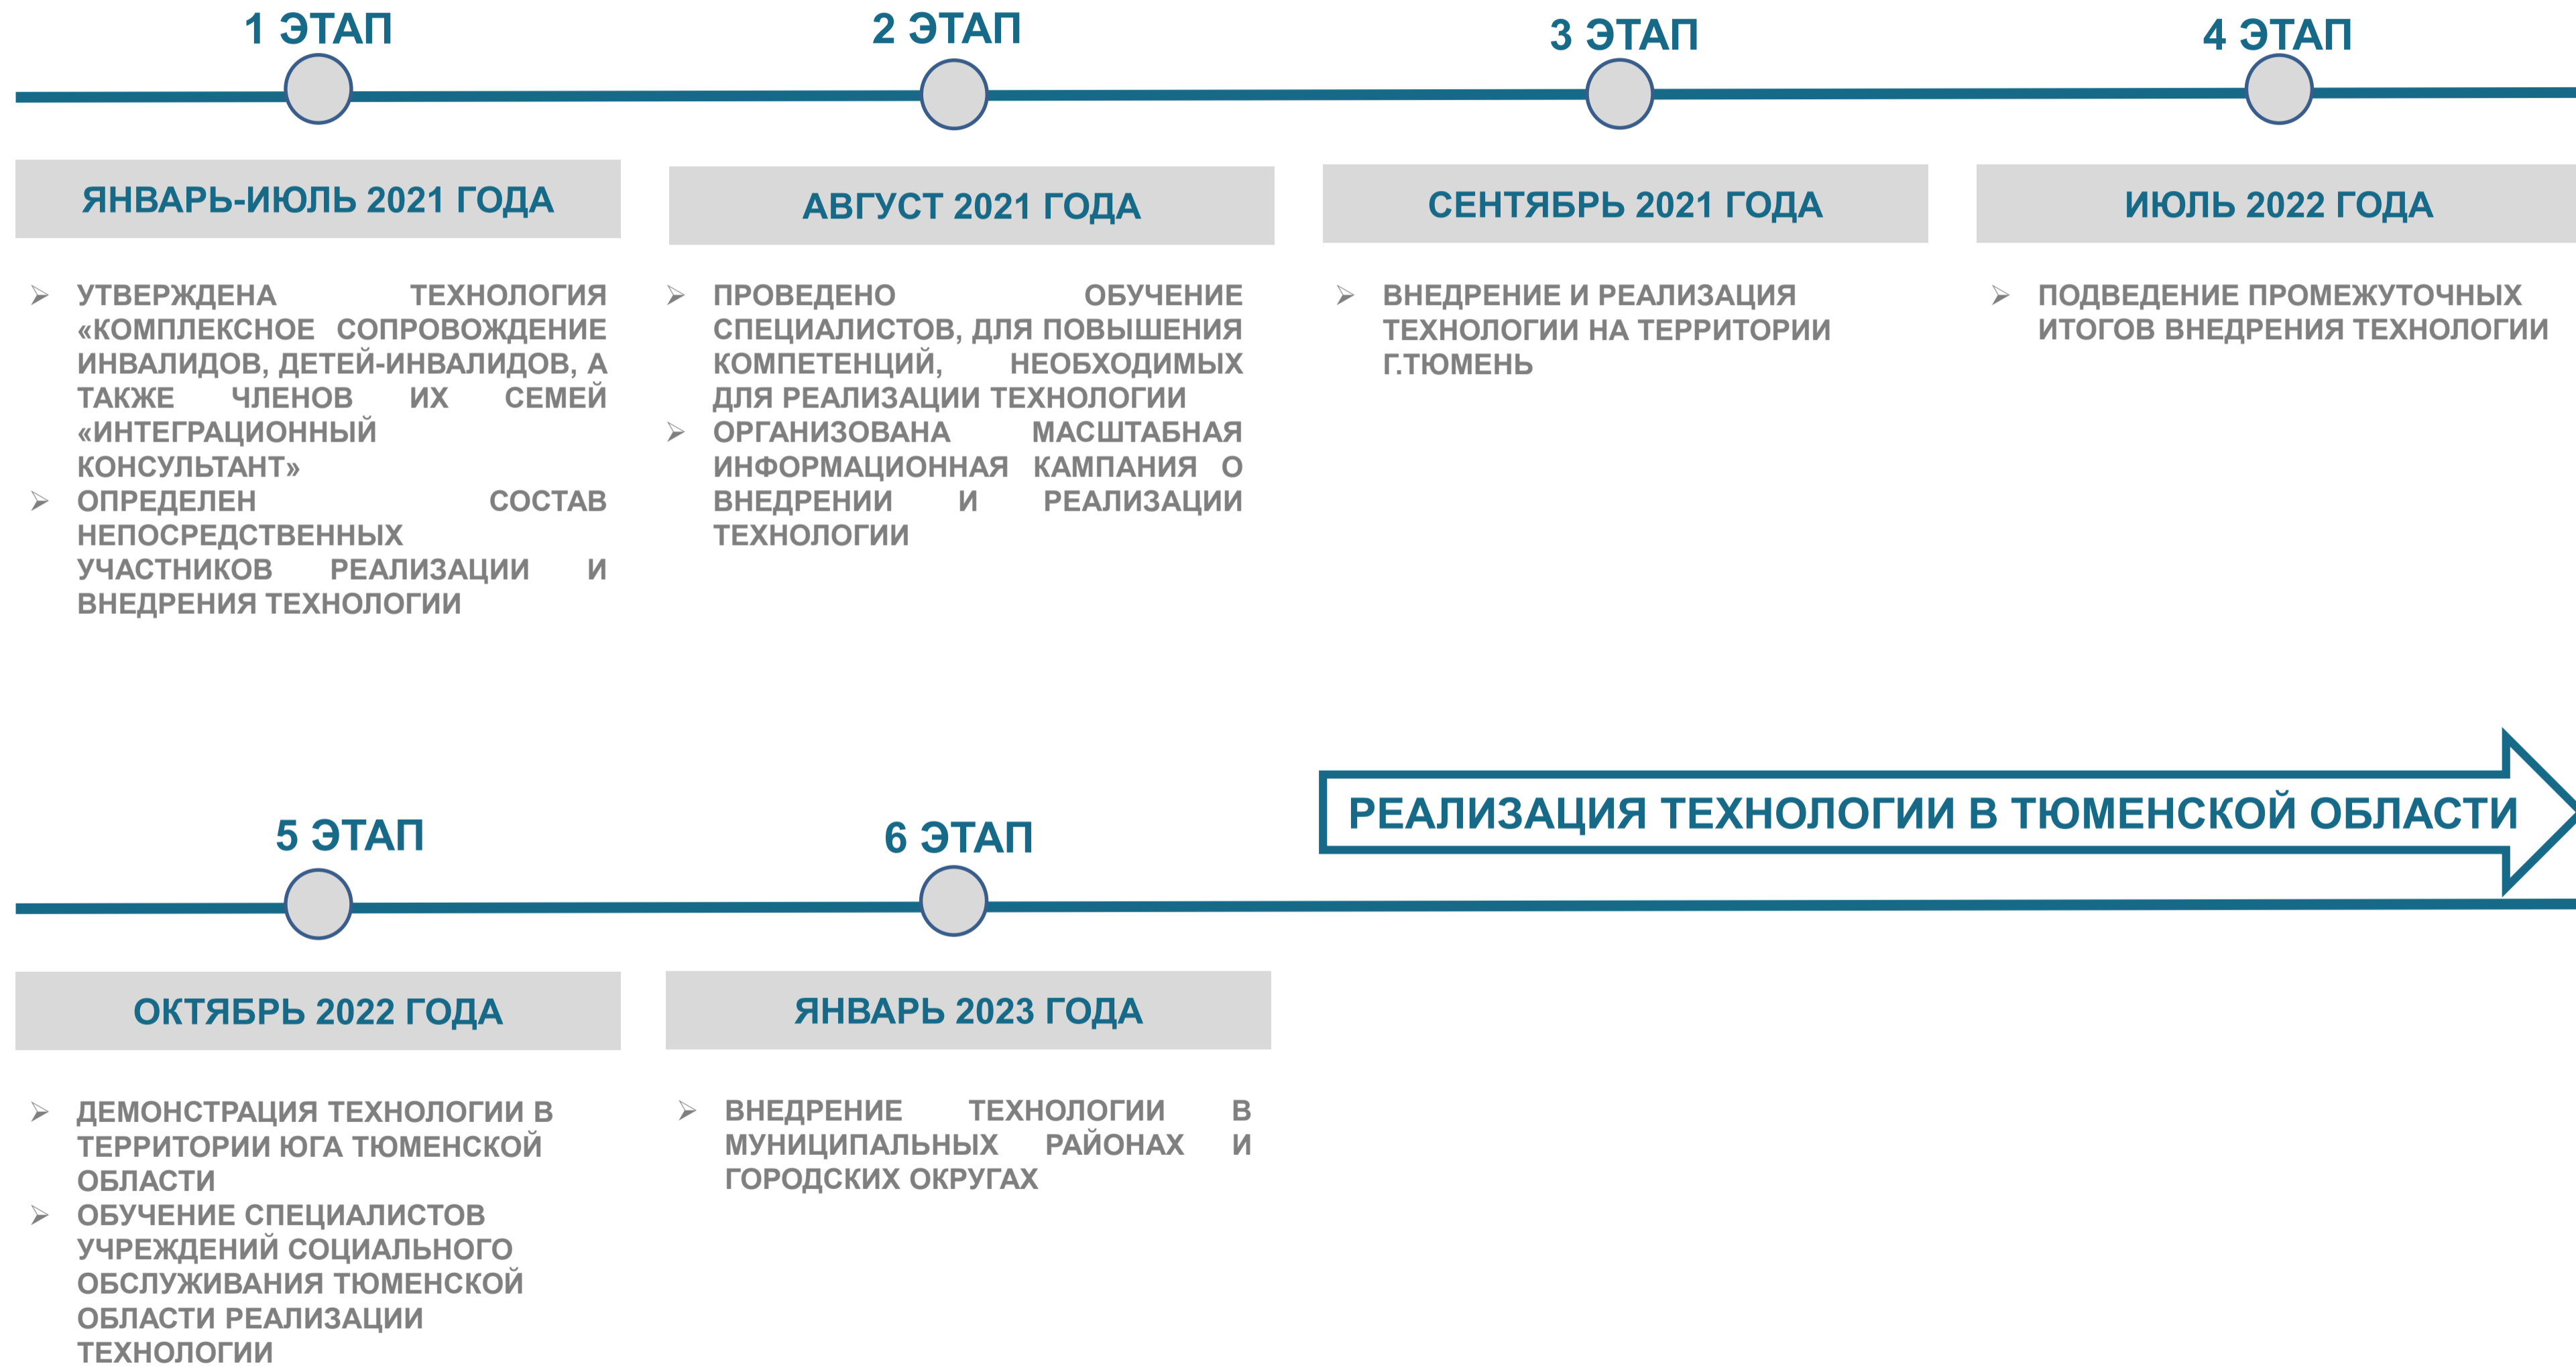 1 ЭТАП
ЯНВАРЬ-ИЮЛЬ 2021 ГОДА
УТВЕРЖДЕНА ТЕХНОЛОГИЯ
«КОМПЛЕКСНОЕ СОПРОВОЖДЕНИЕ
ИНВАЛИДОВ, ДЕТЕЙ-ИНВАЛИДОВ, А
ТАКЖЕ ЧЛЕНОВ ИХ СЕМЕЙ
«ИНТЕГРАЦИОННЫЙ
КОНСУЛЬТАНТ»
ОПРЕДЕЛЕН СОСТАВ
НЕПОСРЕДСТВЕННЫХ
УЧАСТНИКОВ РЕАЛИЗАЦИИ И
ВНЕДРЕНИЯ ТЕХНОЛОГИИ
2 ЭТАП
АВГУСТ 2021 ГОДА
ПРОВЕДЕНО ОБУЧЕНИЕ
СПЕЦИАЛИСТОВ, ДЛЯ ПОВЫШЕНИЯ
КОМПЕТЕНЦИЙ, НЕОБХОДИМЫХ
ДЛЯ РЕАЛИЗАЦИИ ТЕХНОЛОГИИ
ОРГАНИЗОВАНА МАСШТАБНАЯ
ИНФОРМАЦИОННАЯ КАМПАНИЯ О
ВНЕДРЕНИИ И РЕАЛИЗАЦИИ
ТЕХНОЛОГИИ
3 ЭТАП
СЕНТЯБРЬ 2021 ГОДА
ВНЕДРЕНИЕ И РЕАЛИЗАЦИЯ
ТЕХНОЛОГИИ НА ТЕРРИТОРИИ
Г.ТЮМЕНЬ
4 ЭТАП
ИЮЛЬ 2022 ГОДА
ПОДВЕДЕНИЕ ПРОМЕЖУТОЧНЫХ
ИТОГОВ ВНЕДРЕНИЯ ТЕХНОЛОГИИ
5 ЭТАП
ОКТЯБРЬ 2022 ГОДА
ДЕМОНСТРАЦИЯ ТЕХНОЛОГИИ В
ТЕРРИТОРИИ ЮГА ТЮМЕНСКОЙ
ОБЛАСТИ
ОБУЧЕНИЕ СПЕЦИАЛИСТОВ
УЧРЕЖДЕНИЙ СОЦИАЛЬНОГО
ОБСЛУЖИВАНИЯ ТЮМЕНСКОЙ
ОБЛАСТИ РЕАЛИЗАЦИИ
ТЕХНОЛОГИИ
6 ЭТАП
ЯНВАРЬ 2023 ГОДА
ВНЕДРЕНИЕ ТЕХНОЛОГИИ В
МУНИЦИПАЛЬНЫХ РАЙОНАХ И
ГОРОДСКИХ ОКРУГАХ
РЕАЛИЗАЦИЯ ТЕХНОЛОГИИ В ТЮМЕНСКОЙ ОБЛАСТИ